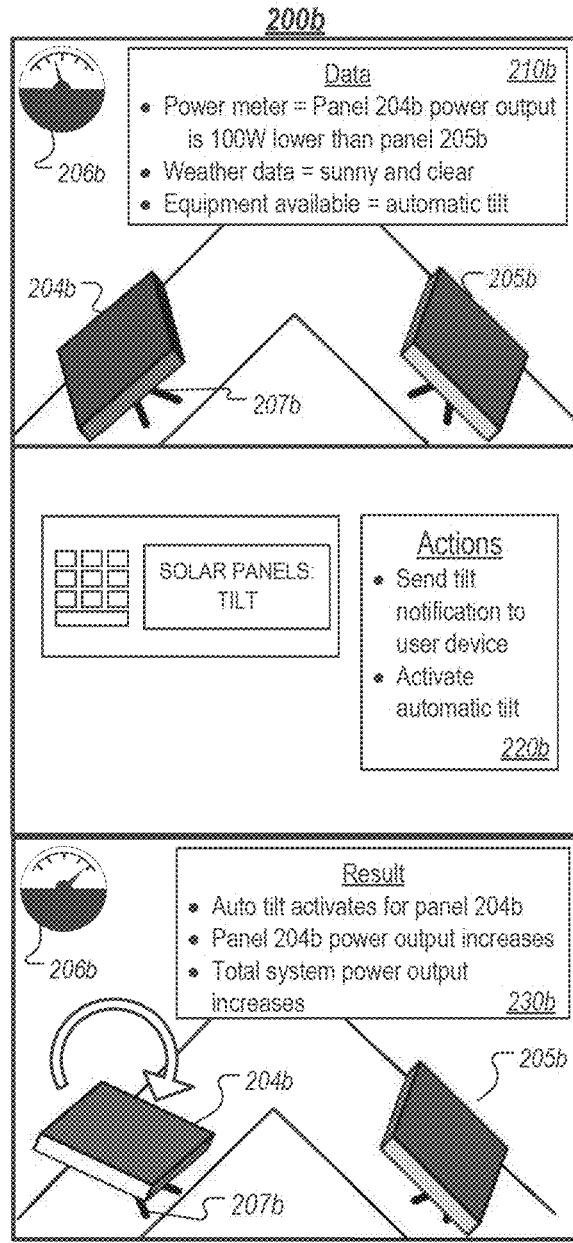 200b
Data
210b
• Power meter = Panel 204b power output
is 100W lower than panel 205b
• Weather data = sunny and clear
• Equipment available = automatic tilt
206b
204b
205b
207b
SOLAR PANELS:
TILT
Actions
• Send tilt
notification to
user device
• Activate
automatic tilt
220b
Result
• Auto tilt activates for panel 204b
• Panel 204b power output increases
• Total system power output
increases
230b
206b
204b
205b
207b